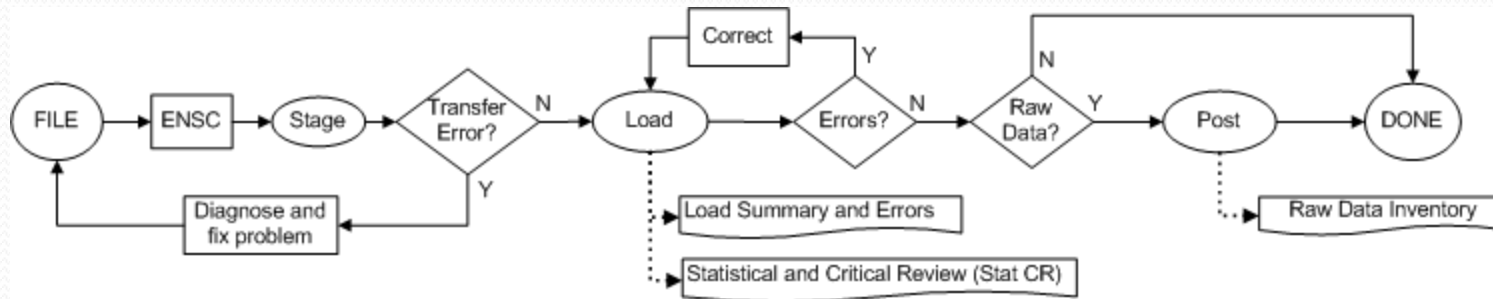 Correct
Y
N
FILE
ENSC
Stage
Transfer
Error?
N
Load
Errors?
N
Raw
Data?
Y
Post
DONE
Y
Diagnose and
fix problem
Load Summary and Errors
Raw Data Inventory
Statistical and Critical Review (Stat CR)